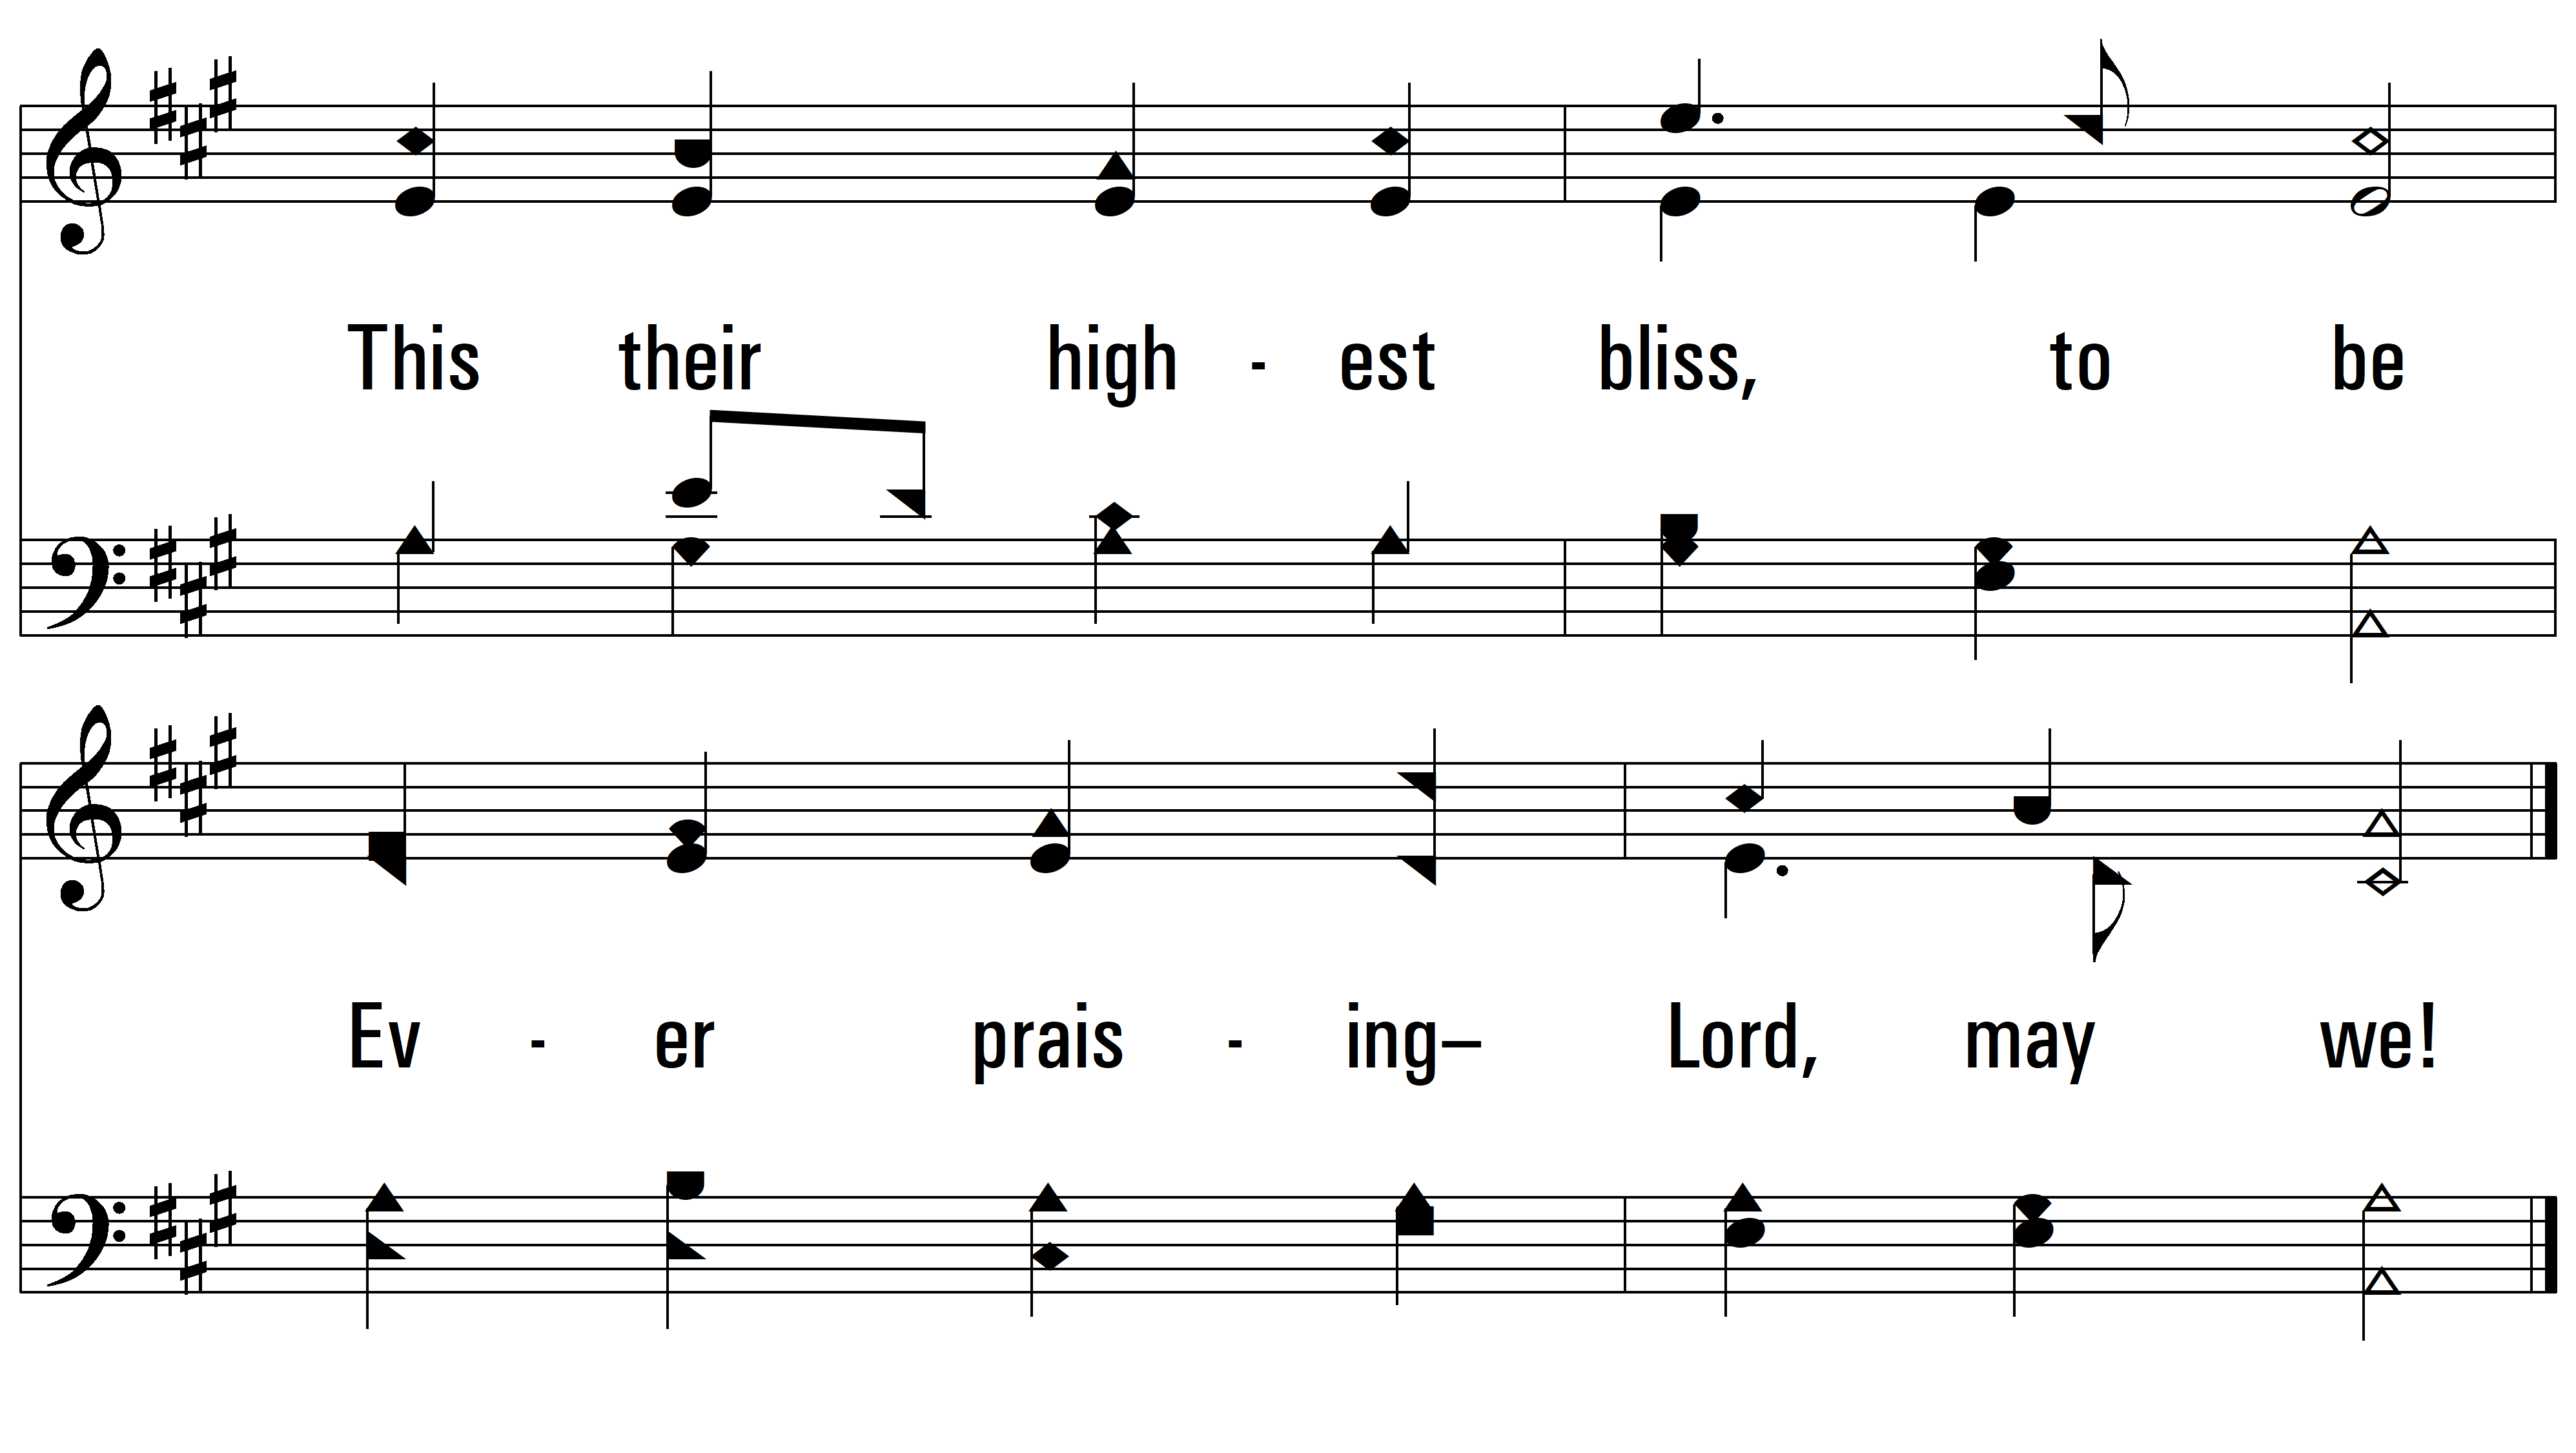 This their high - est bliss, to be
Ev - er prais - ing– Lord, may we!